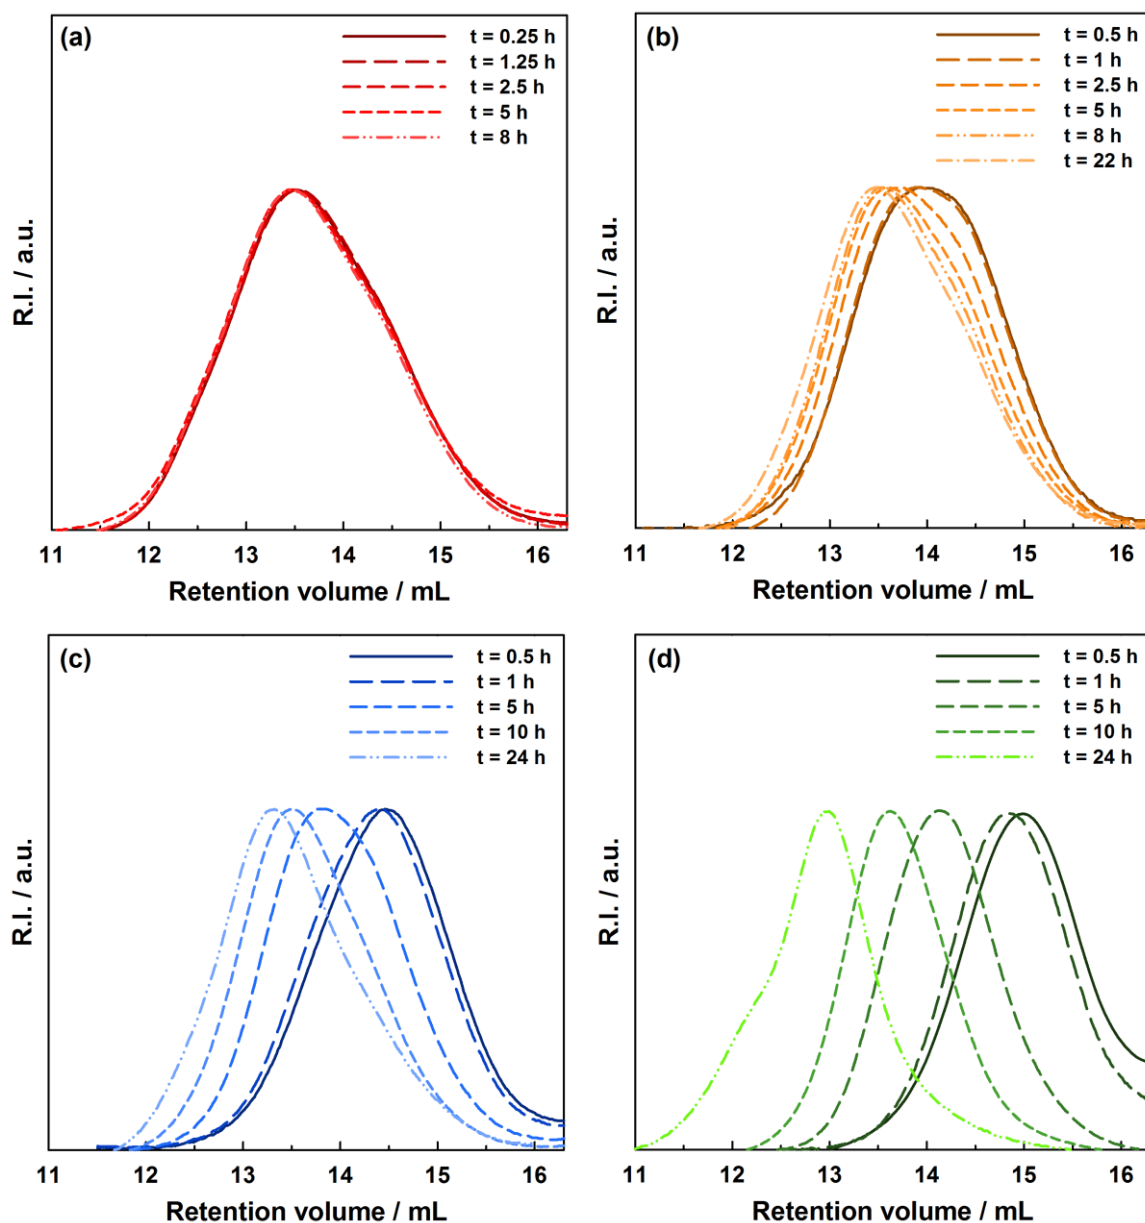 (a)
t = 0.25 h
t = 1.25 h
t = 2.5 h
t = 5 h
t = 8 h
R.I. / a.u.
11 12 13 14 15 16
Retention volume / mL
(b)
t = 0.5 h
t = 1 h
t = 2.5 h
t = 5 h
t = 8 h
t = 22 h
R.I. / a.u.
11 12 13 14 15 16
Retention volume / mL
(c)
t = 0.5 h
t = 1 h
t = 5 h
t = 10 h
t = 24 h
R.I. / a.u.
11 12 13 14 15 16
Retention volume / mL
(d)
t = 0.5 h
t = 1 h
t = 5 h
t = 10 h
t = 24 h
R.I. / a.u.
11 12 13 14 15 16
Retention volume / mL